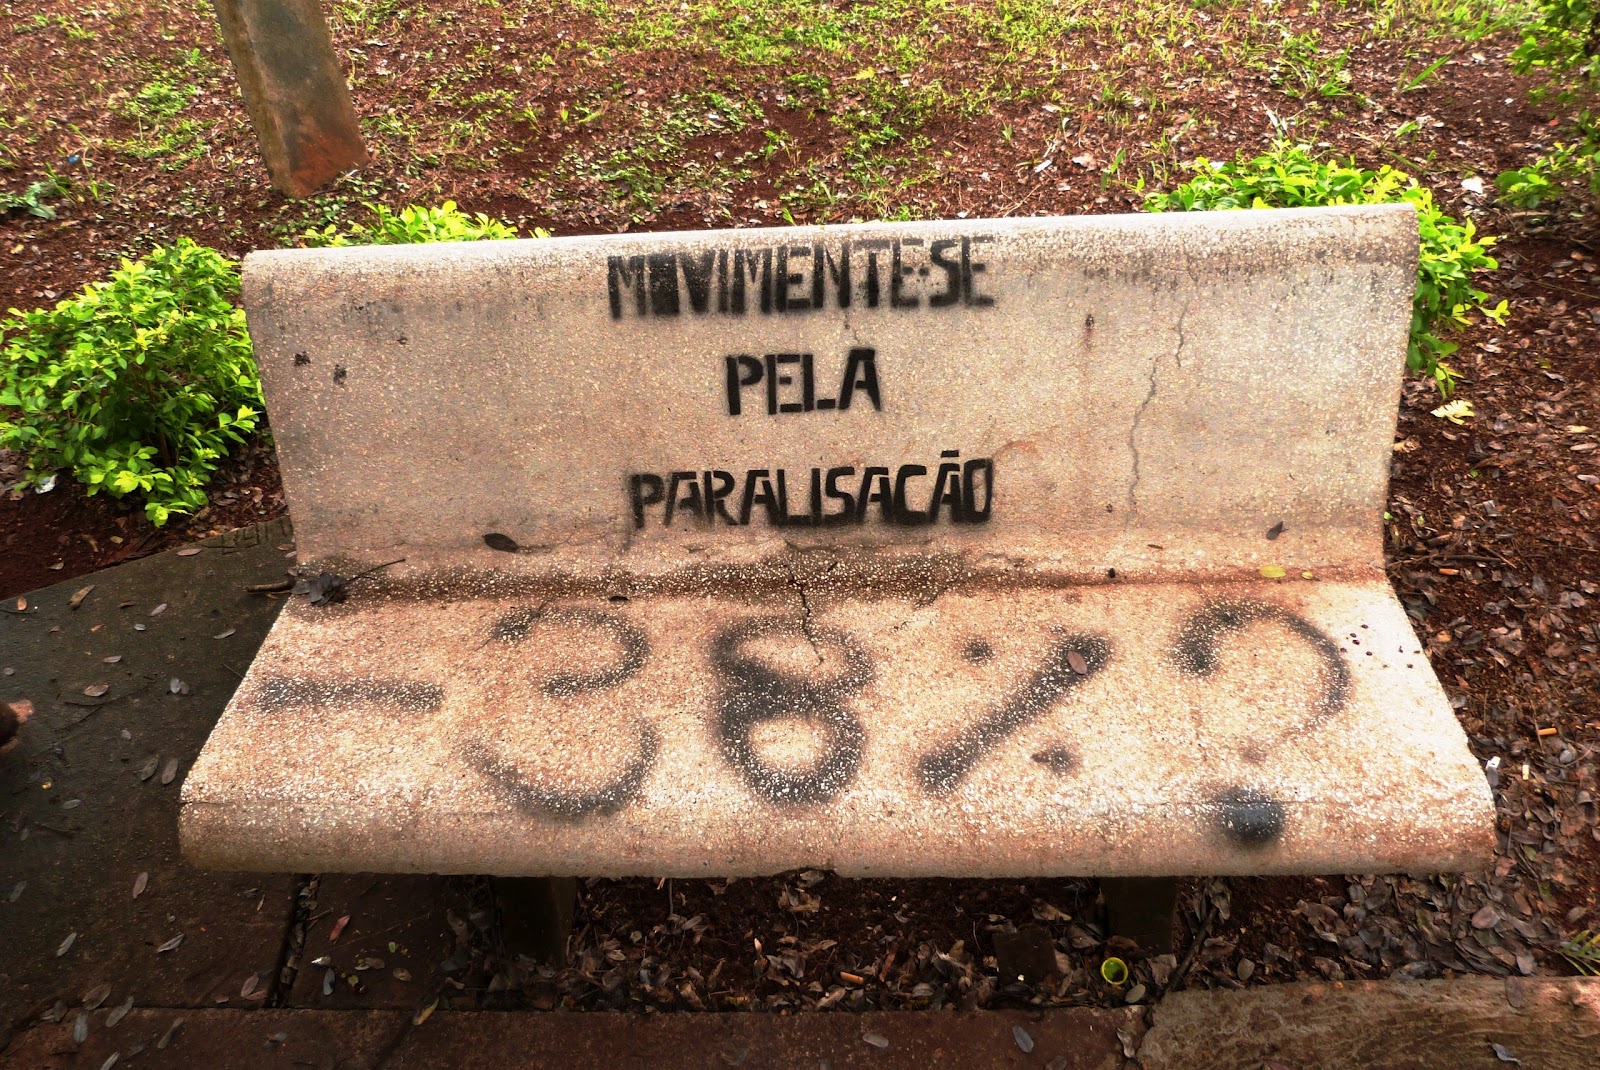 MOVIMENTE-SE
PELA
PARALISACÃO
- 38%?